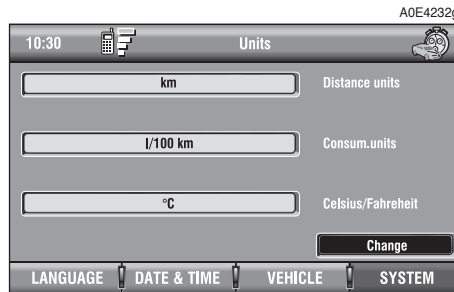 A0E4232g
10:30 Units
km Distance units
l/100 km Consum.units
°C Celsius/Fahreheit
Change
LANGUAGE DATE & TIME VEHICLE SYSTEM